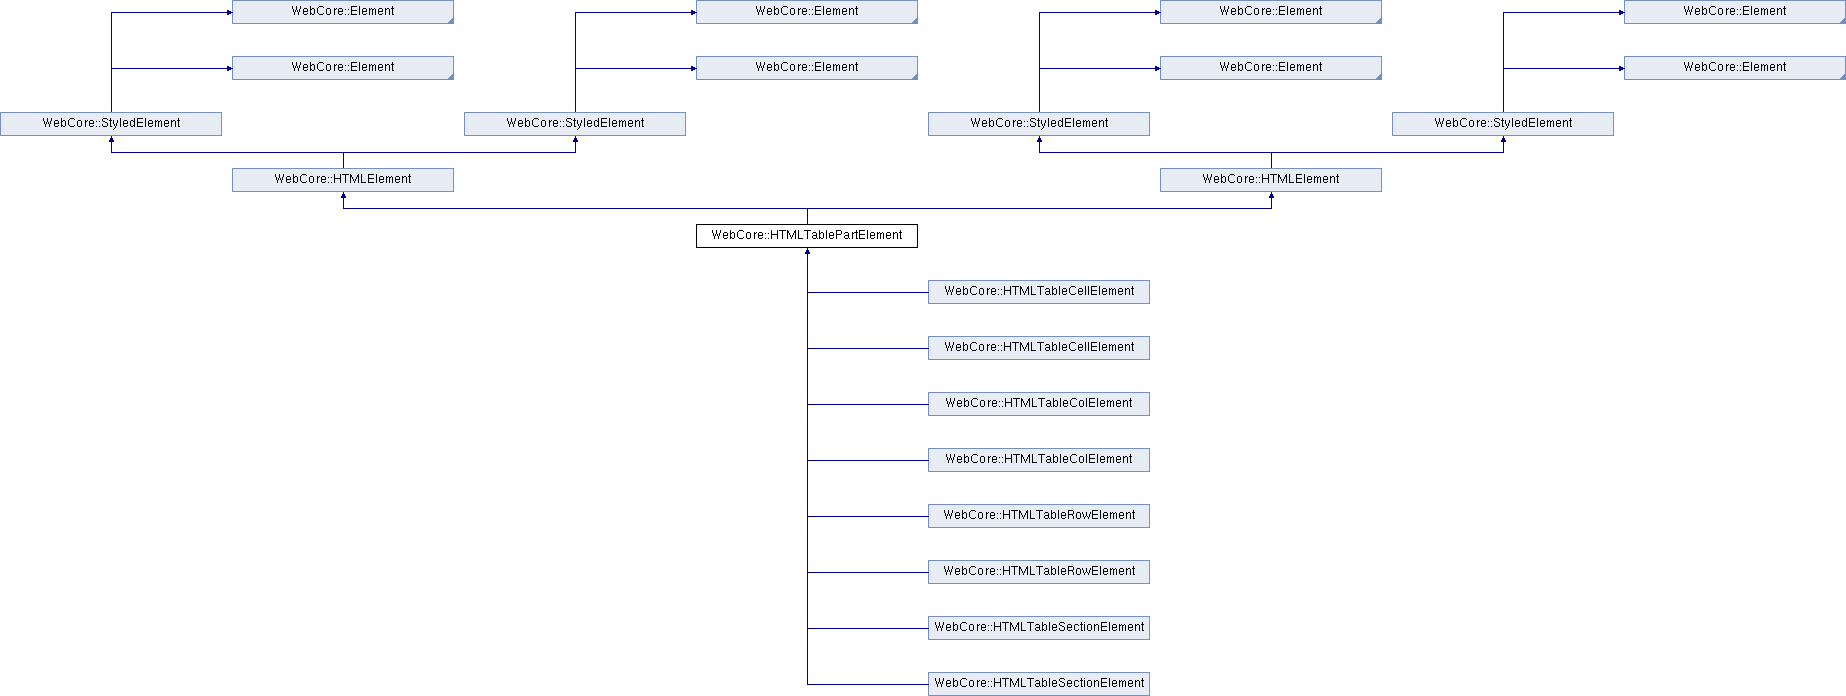 WebCore::Element WebCore::Element WebCore::Element WebCore::Element
WebCore::Element WebCore::Element WebCore::Element WebCore::Element
WebCore::StyledElement WebCore::StyledElement WebCore::StyledElement WebCore::StyledElement
WebCore::HTMLElement WebCore::HTMLElement
WebCore::HTMLTablePartElement
WebCore::HTMLTableCellElement
WebCore::HTMLTableCellElement
WebCore::HTMLTableColElement
WebCore::HTMLTableColElement
WebCore::HTMLTableRowElement
WebCore::HTMLTableRowElement
WebCore::HTMLTableSectionElement
WebCore::HTMLTableSectionElement